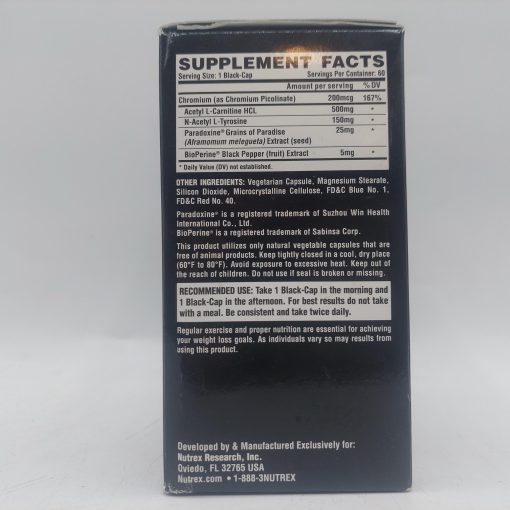 SUPPLEMENT FACTS
Serving Size: 1 Black-Cap Servings Per Container: 60
Amount per serving % DV
Chromium (as Chromium Picolinate) 200mcg 167%
Acetyl L-Carnitine HCL 500mg *
N-Acetyl L-Tyrosine 150mg *
Paradoxine® Grains of Paradise 25mg *
(Aframomum melegueta) Extract (seed)
BioPerine® Black Pepper (fruit) Extract 5mg *
* Daily Value (DV) not established.
OTHER INGREDIENTS: Vegetarian Capsule, Magnesium Stearate,
Silicon Dioxide, Microcrystalline Cellulose, FD&C Blue No. 1,
FD&C Red No. 40.
Paradoxine® is a registered trademark of Suzhou Win Health
International Co., Ltd.
BioPerine® is a registered trademark of Sabinsa Corp.
This product utilizes only natural vegetable capsules that are
free of animal products. Keep tightly closed in a cool, dry place
(60°F to 80°F). Avoid exposure to excessive heat. Keep out of
the reach of children. Do not use if seal is broken or missing.
RECOMMENDED USE: Take 1 Black-Cap in the morning and
1 Black-Cap in the afternoon. For best results do not take
with a meal. Be consistent and take twice daily.
Regular exercise and proper nutrition are essential for achieving
your weight loss goals. As individuals vary so may results from
using this product.
Developed by & Manufactured Exclusively for:
Nutrex Research, Inc.
Oviedo, FL 32765 USA
Nutrex.com • 1-888-3NUTREX